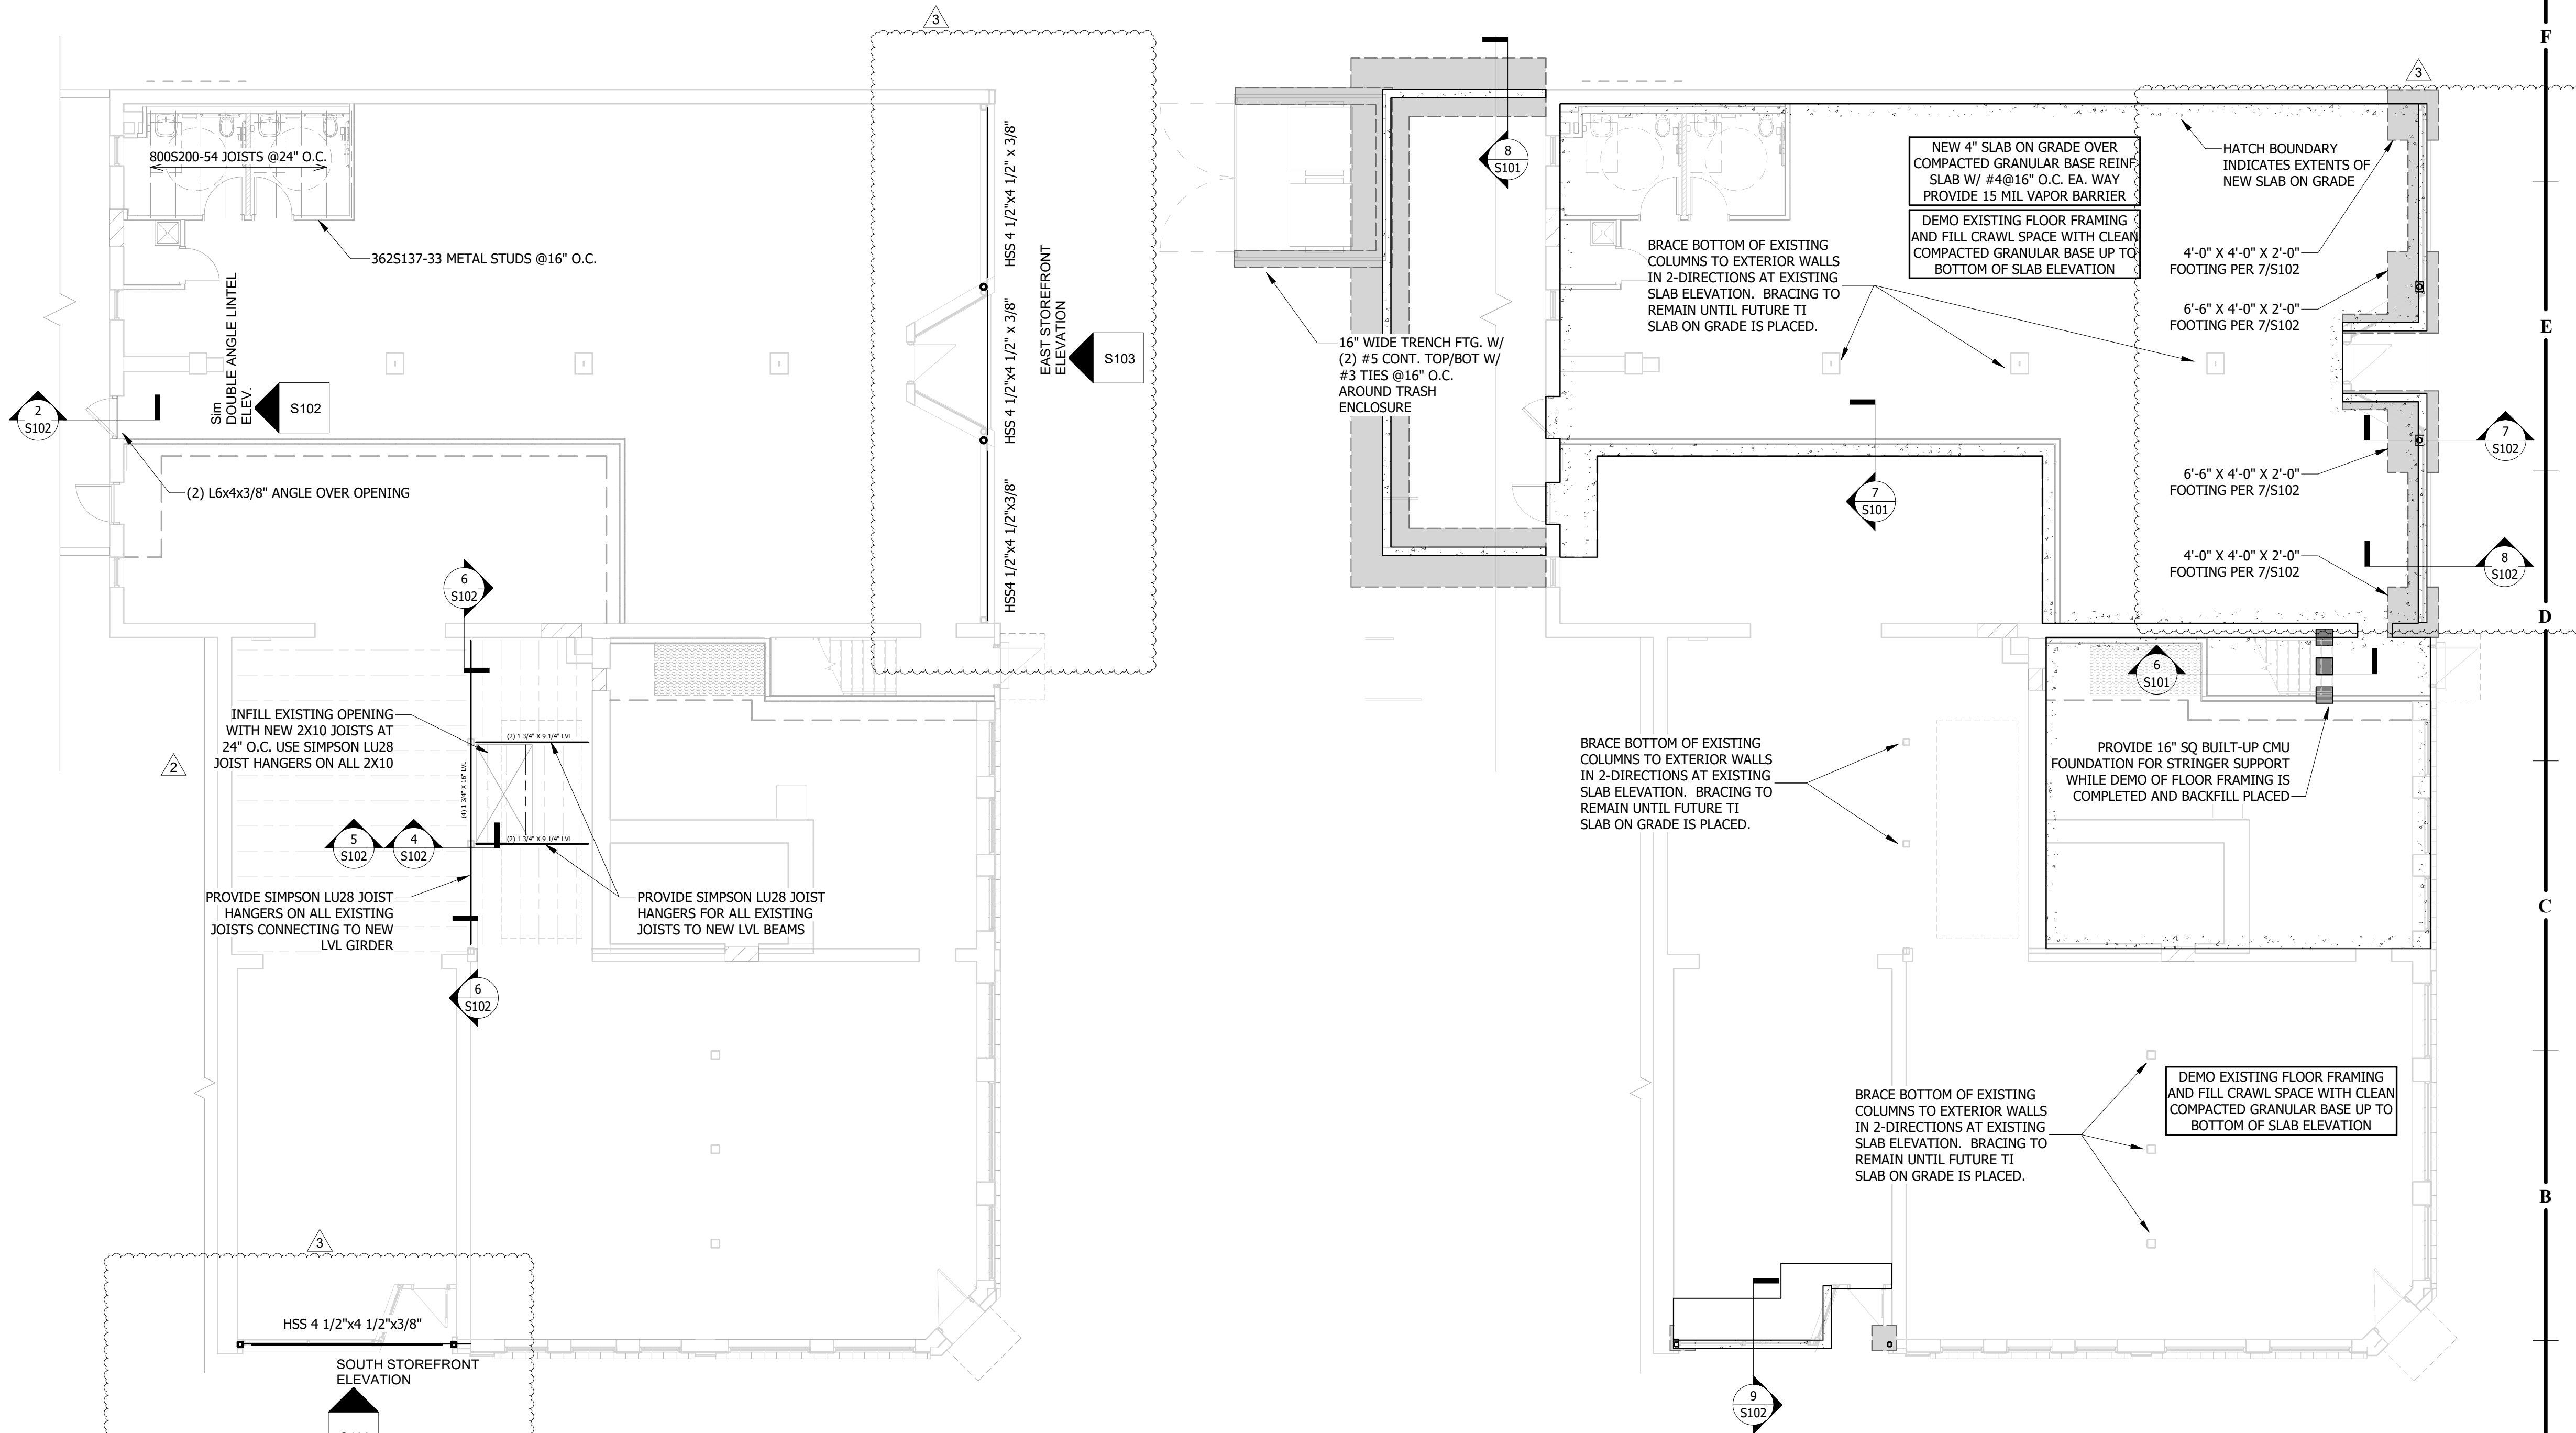 3
800S200-54 JOISTS @24" O.C.
362S137-33 METAL STUDS @16" O.C.
HSS 4 1/2"x4 1/2" x 3/8"
HSS 4 1/2"x4 1/2" x 3/8"
HSS4 1/2"x4 1/2"x3/8"
EAST STOREFRONT
ELEVATION
S103
Sim
DOUBLE ANGLE LINTEL
ELEV.
S102
2
S102
(2) L6x4x3/8" ANGLE OVER OPENING
6
S102
INFILL EXISTING OPENING
WITH NEW 2X10 JOISTS AT
24" O.C. USE SIMPSON LU28
JOIST HANGERS ON ALL 2X10
2
(2) 1 3/4" X 9 1/4" LVL
(4) 1 3/4" X 16" LVL
(2) 1 3/4" X 9 1/4" LVL
5
S102
4
S102
PROVIDE SIMPSON LU28 JOIST
HANGERS ON ALL EXISTING
JOISTS CONNECTING TO NEW
LVL GIRDER
PROVIDE SIMPSON LU28 JOIST
HANGERS FOR ALL EXISTING
JOISTS TO NEW LVL BEAMS
6
S102
3
HSS 4 1/2"x4 1/2"x3/8"
SOUTH STOREFRONT
ELEVATION
8
S101
16" WIDE TRENCH FTG. W/
(2) #5 CONT. TOP/BOT W/
#3 TIES @16" O.C.
AROUND TRASH
ENCLOSURE
BRACE BOTTOM OF EXISTING
COLUMNS TO EXTERIOR WALLS
IN 2-DIRECTIONS AT EXISTING
SLAB ELEVATION.  BRACING TO
REMAIN UNTIL FUTURE TI
SLAB ON GRADE IS PLACED.
NEW 4" SLAB ON GRADE OVER
COMPACTED GRANULAR BASE REINF
SLAB W/ #4@16" O.C. EA. WAY
PROVIDE 15 MIL VAPOR BARRIER
DEMO EXISTING FLOOR FRAMING
AND FILL CRAWL SPACE WITH CLEAN
COMPACTED GRANULAR BASE UP TO
BOTTOM OF SLAB ELEVATION
3
HATCH BOUNDARY
INDICATES EXTENTS OF
NEW SLAB ON GRADE
4'-0" X 4'-0" X 2'-0"
FOOTING PER 7/S102
6'-6" X 4'-0" X 2'-0"
FOOTING PER 7/S102
7
S102
6'-6" X 4'-0" X 2'-0"
FOOTING PER 7/S102
7
S101
4'-0" X 4'-0" X 2'-0"
FOOTING PER 7/S102
8
S102
6
S101
PROVIDE 16" SQ BUILT-UP CMU
FOUNDATION FOR STRINGER SUPPORT
WHILE DEMO OF FLOOR FRAMING IS
COMPLETED AND BACKFILL PLACED
BRACE BOTTOM OF EXISTING
COLUMNS TO EXTERIOR WALLS
IN 2-DIRECTIONS AT EXISTING
SLAB ELEVATION.  BRACING TO
REMAIN UNTIL FUTURE TI
SLAB ON GRADE IS PLACED.
BRACE BOTTOM OF EXISTING
COLUMNS TO EXTERIOR WALLS
IN 2-DIRECTIONS AT EXISTING
SLAB ELEVATION.  BRACING TO
REMAIN UNTIL FUTURE TI
SLAB ON GRADE IS PLACED.
DEMO EXISTING FLOOR FRAMING
AND FILL CRAWL SPACE WITH CLEAN
COMPACTED GRANULAR BASE UP TO
BOTTOM OF SLAB ELEVATION
9
S102
F
E
D
C
B